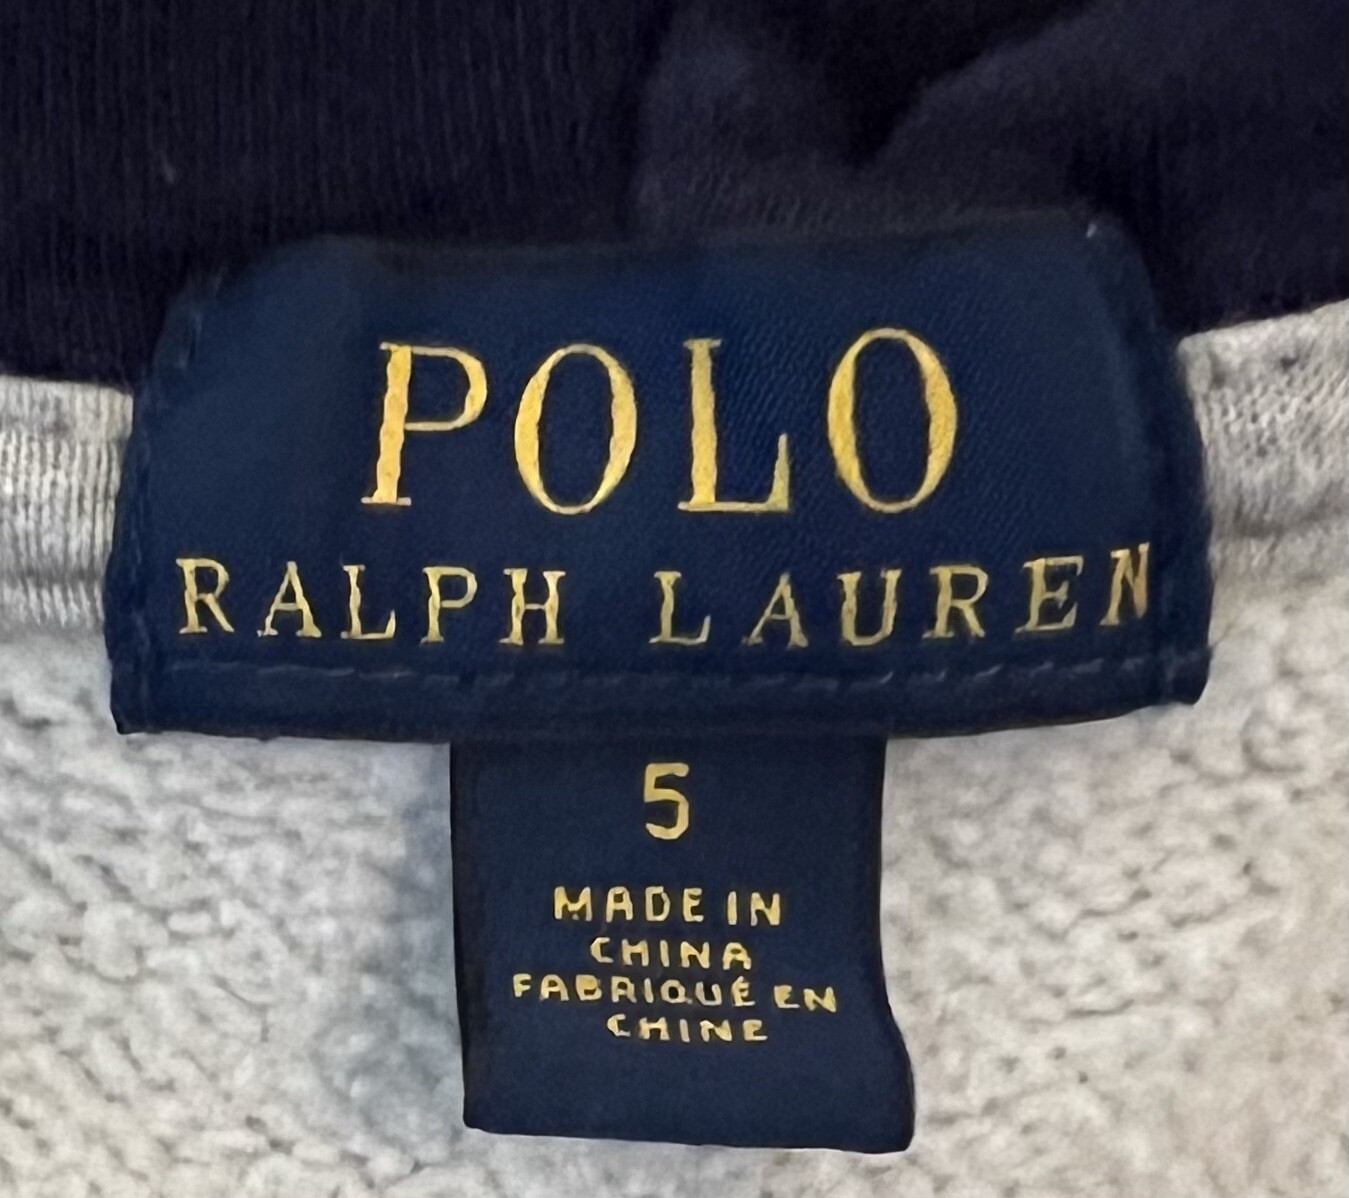 POLO
RALPH LAUREN
5
MADE IN
CHINA
FABRIQUÉ EN
CHINE